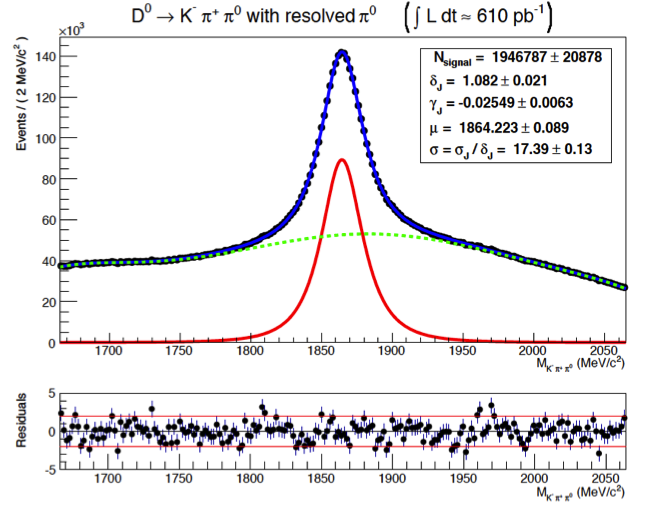 D⁰ → K⁻ π⁺ π⁰ with resolved π⁰ (∫ L dt ≈ 610 pb⁻¹)
×10³
Events / ( 2 MeV/c² )
140
120
100
80
60
40
20
0
N_signal = 1946787 ± 20878
δ_J = 1.082 ± 0.021
γ_J = -0.02549 ± 0.0063
μ = 1864.223 ± 0.089
σ = σ_J / δ_J = 17.39 ± 0.13
1700 1750 1800 1850 1900 1950 2000 2050
M_K⁻π⁺π⁰ (MeV/c²)
Residuals
5
0
-5
1700 1750 1800 1850 1900 1950 2000 2050
M_K⁻π⁺π⁰ (MeV/c²)